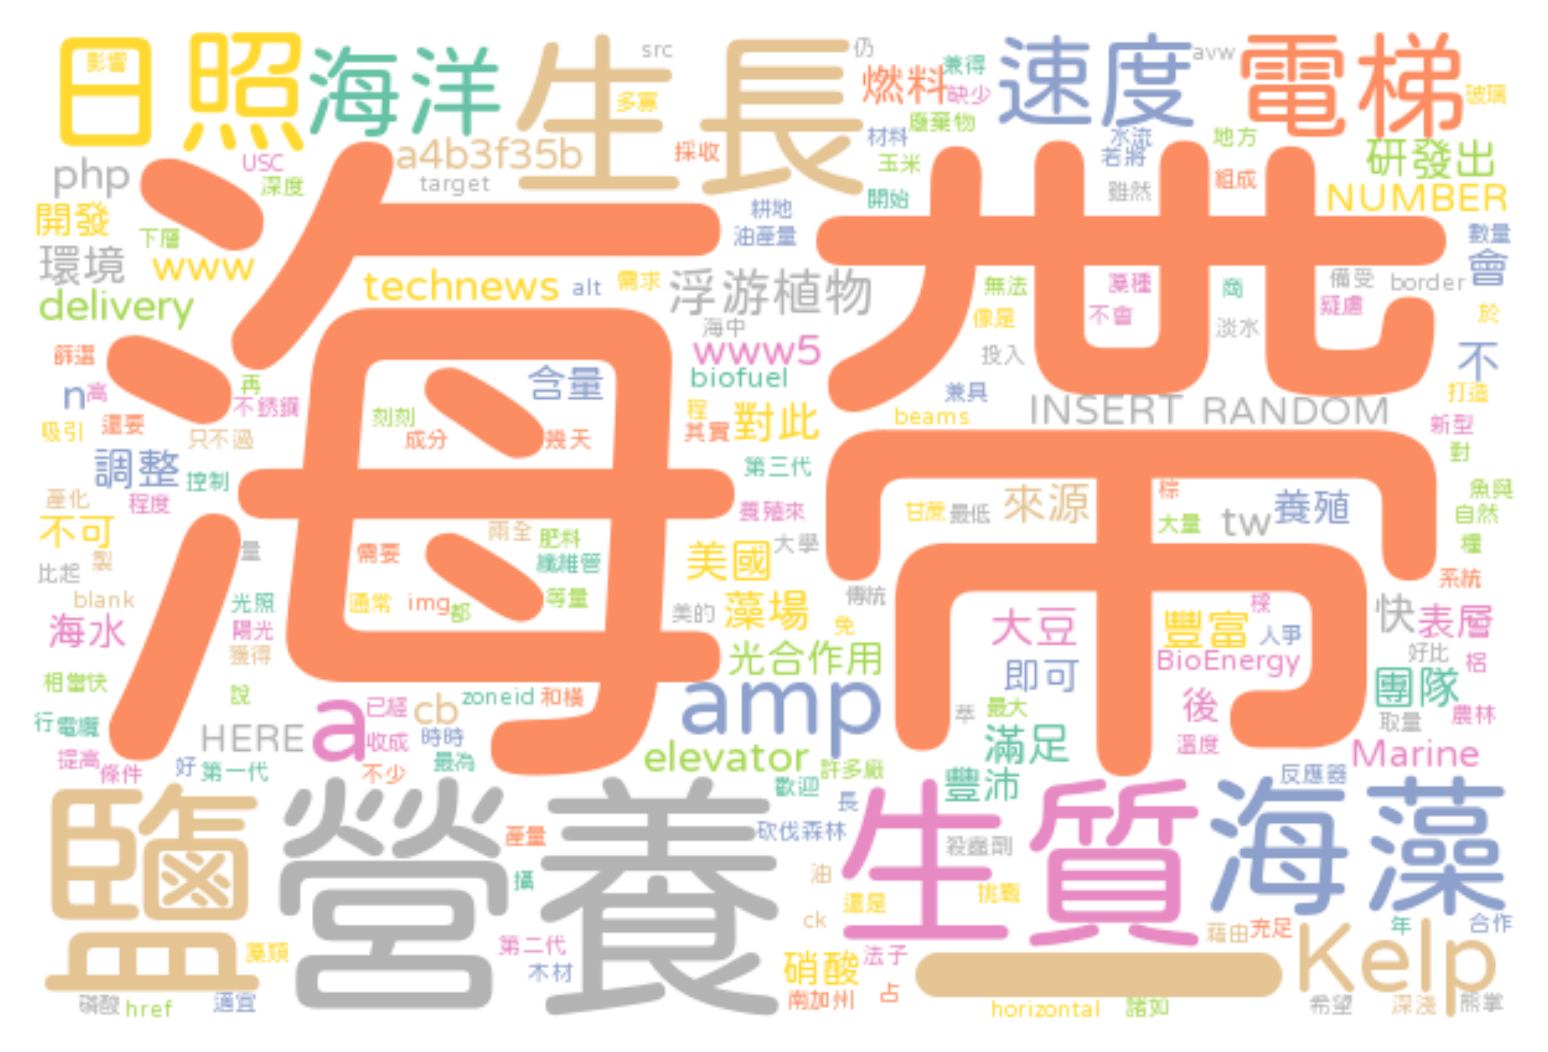 日照
影響
海洋
生長
src
多寡
仍
燃料
兼得
缺少
速度
avw
電梯
玻璃
廢棄物
材料
水流
若將
地方
研發出
php
USC
深度
a4b3f35b
target
採收
玉米
開始
雖然
組成
NUMBER
開發
下層
耕地
油產量
數量
環境
www
technews
alt
需求
浮游植物
無法
藻種
商
備受
border
會
delivery
海中
像是
不會
淡水
疑慮
於
篩選
www5
投入
不
海帶
n
高
再
不銹鋼
含量
biofuel
兼具
打造
吸引
還要
只不過
刻刻
成分
幾天
程
其實
對此
beams
INSERT RANDOM
新型
對
調整
控制
第三代
產化
程度
棕
魚與
不可
兩全
肥料
養殖來
甘蔗
最低
來源
大量
tw
養殖
自然
量
需要
纖維管
大學
糧
比起
製
美國
系統
blank
光照
通常
img
都
等量
美的
藻場
傳統
免
大豆
豐富
樑
人爭
快
表層
海水
陽光
獲得
光合作用
即可
BioEnergy
好比
鋁
相當快
說
amp
後
團隊
行
電纜
HERE
a
已經
收成
cb
時時
zoneid
和橫
萃
最大
取量
農林
提高
條件
好
第一代
不少
最為
elevator
許多廠
滿足
溫度
Marine
鹽
營養
歡迎
長
豐沛
反應器
產量
砍伐森林
生質
海藻
殺蟲劑
攝
油
還是
挑戰
ck
藻類
第二代
木材
硝酸
法子
一
藉由
充足
Kelp
年
合作
磷酸
href
適宜
南加州
占
horizontal
諸如
希望
深淺
熊掌